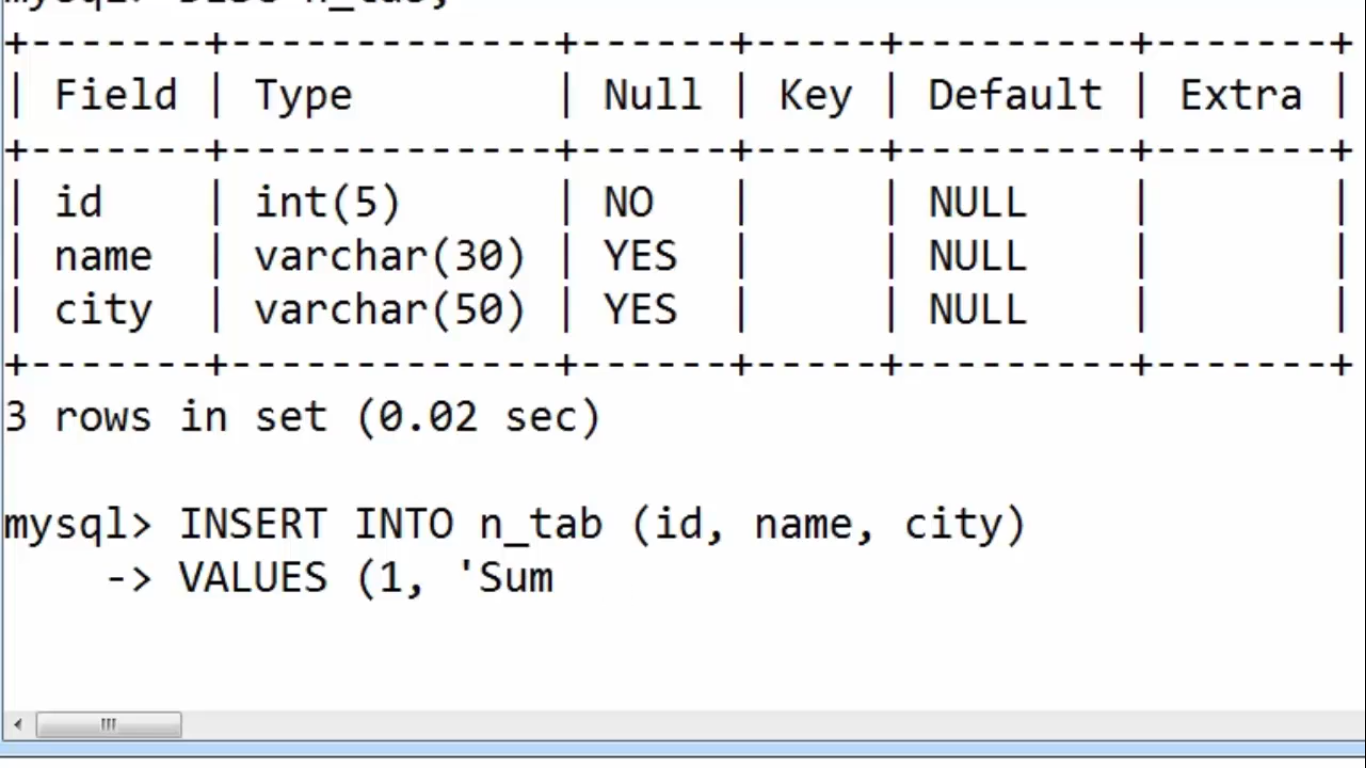 +-------+-------------+------+-----+---------+-------+
| Field | Type        | Null | Key | Default | Extra |
+-------+-------------+------+-----+---------+-------+
| id    | int(5)      | NO   |     | NULL    |       |
| name  | varchar(30) | YES  |     | NULL    |       |
| city  | varchar(50) | YES  |     | NULL    |       |
+-------+-------------+------+-----+---------+-------+
3 rows in set (0.02 sec)
mysql> INSERT INTO n_tab (id, name, city)
    -> VALUES (1, 'Sum